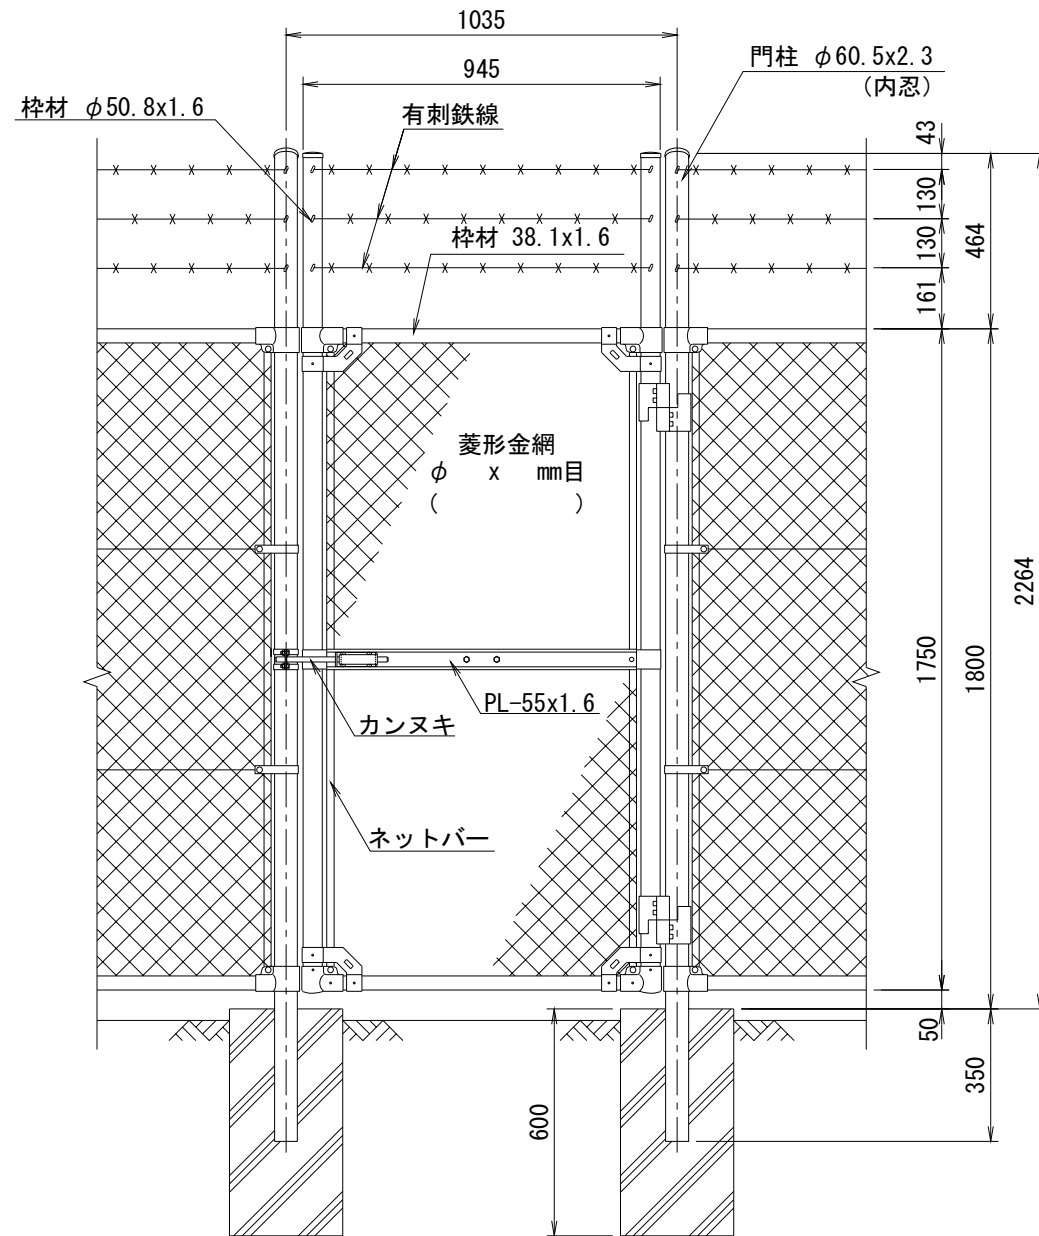 1035
945
門柱 φ60.5x2.3
(内忍)
枠材 φ50.8x1.6
有刺鉄線
枠材 38.1x1.6
43
130
130
161
464
2264
1750
1800
菱形金網
φ x mm目
( )
PL-55x1.6
カンヌキ
ネットバー
50
350
600